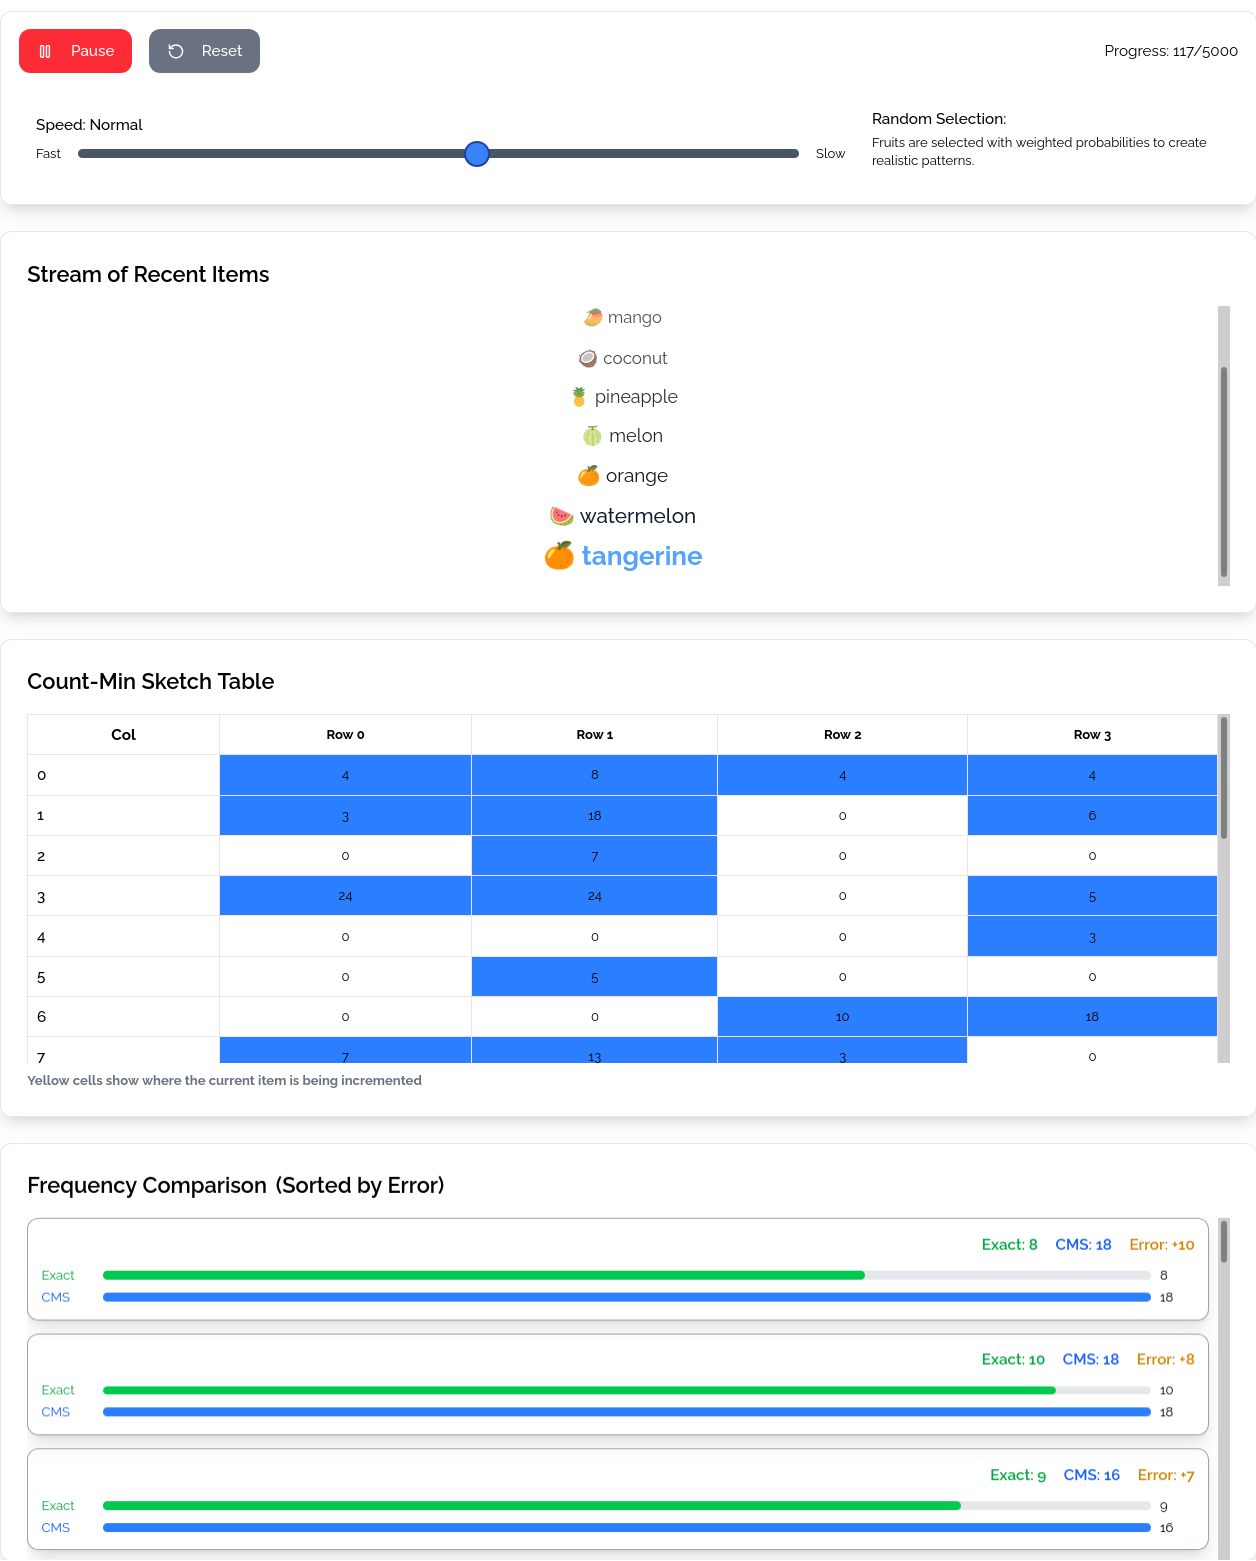 Pause
Reset
Progress: 117/5000
Speed: Normal
Fast
Slow
Random Selection:
Fruits are selected with weighted probabilities to create
realistic patterns.
Stream of Recent Items
mango
coconut
pineapple
melon
orange
watermelon
tangerine
Count-Min Sketch Table
Col Row 0 Row 1 Row 2 Row 3
0 4 8 4 4
1 3 18 0 6
2 0 7 0 0
3 24 24 0 5
4 0 0 0 3
5 0 5 0 0
6 0 0 10 18
7 7 13 3 0
Yellow cells show where the current item is being incremented
Frequency Comparison (Sorted by Error)
Exact: 8 CMS: 18 Error: +10
Exact 8
CMS 18
Exact: 10 CMS: 18 Error: +8
Exact 10
CMS 18
Exact: 9 CMS: 16 Error: +7
Exact 9
CMS 16